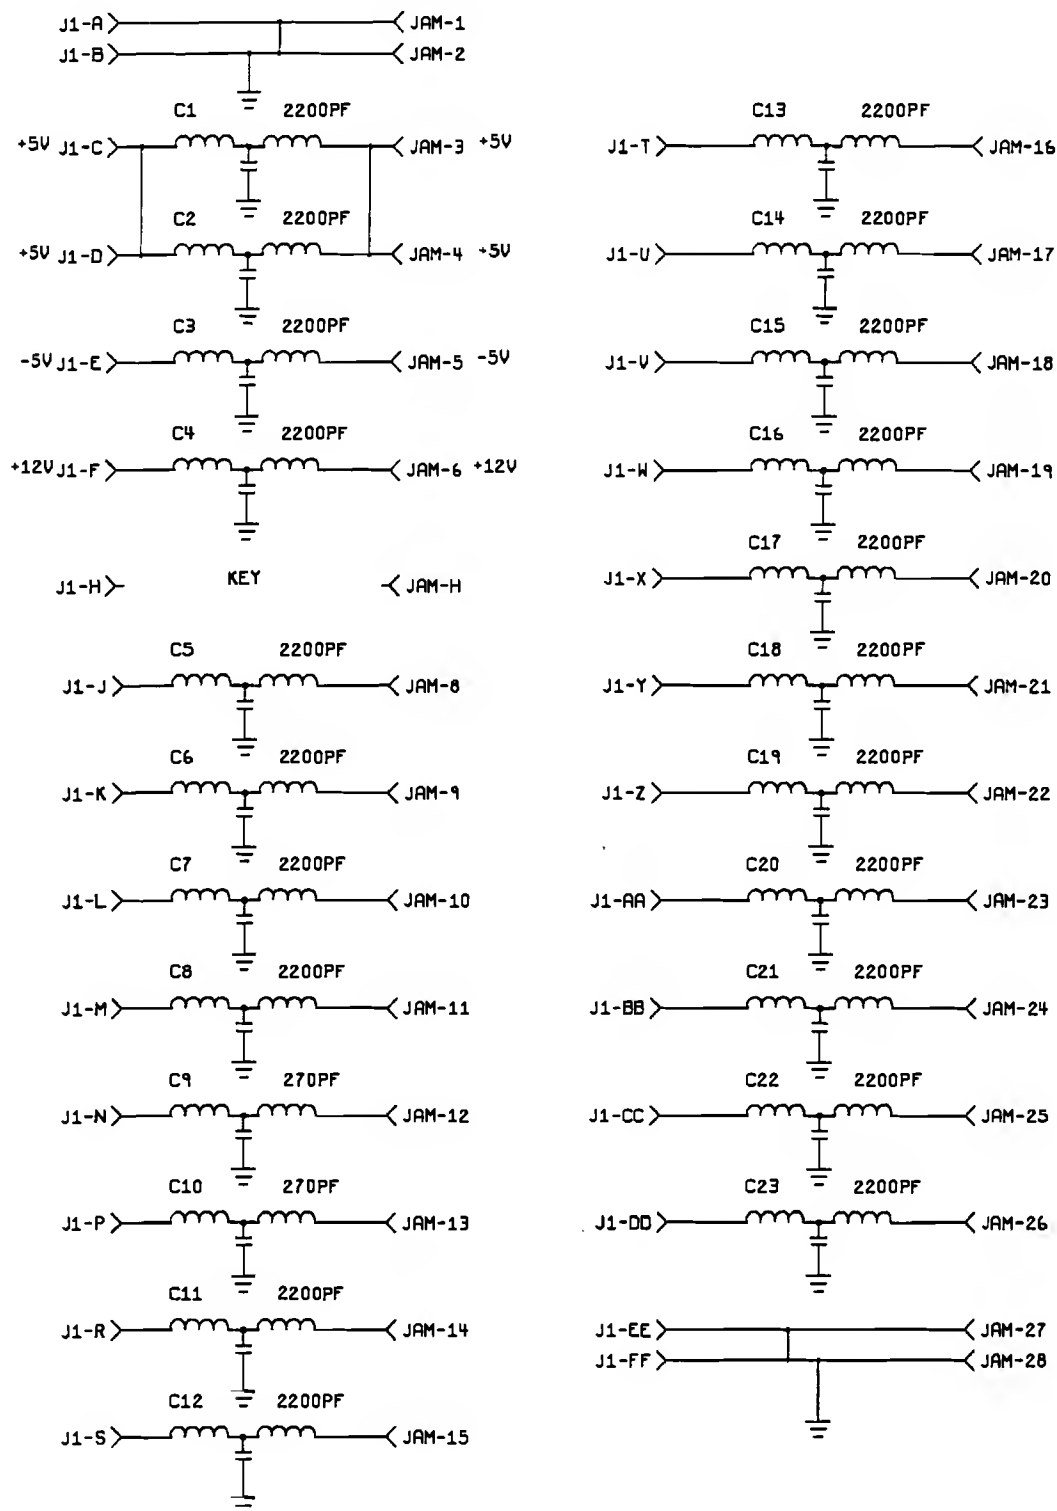 J1-A JAM-1
J1-B JAM-2
C1 2200PF
+5V J1-C JAM-3 +5V
C2 2200PF
+5V J1-D JAM-4 +5V
C3 2200PF
-5V J1-E JAM-5 -5V
C4 2200PF
+12V J1-F JAM-6 +12V
J1-H KEY JAM-H
C5 2200PF
J1-J JAM-8
C6 2200PF
J1-K JAM-9
C7 2200PF
J1-L JAM-10
C8 2200PF
J1-M JAM-11
C9 270PF
J1-N JAM-12
C10 270PF
J1-P JAM-13
C11 2200PF
J1-R JAM-14
C12 2200PF
J1-S JAM-15
C13 2200PF
J1-T JAM-16
C14 2200PF
J1-U JAM-17
C15 2200PF
J1-V JAM-18
C16 2200PF
J1-W JAM-19
C17 2200PF
J1-X JAM-20
C18 2200PF
J1-Y JAM-21
C19 2200PF
J1-Z JAM-22
C20 2200PF
J1-AA JAM-23
C21 2200PF
J1-BB JAM-24
C22 2200PF
J1-CC JAM-25
C23 2200PF
J1-DD JAM-26
J1-EE JAM-27
J1-FF JAM-28